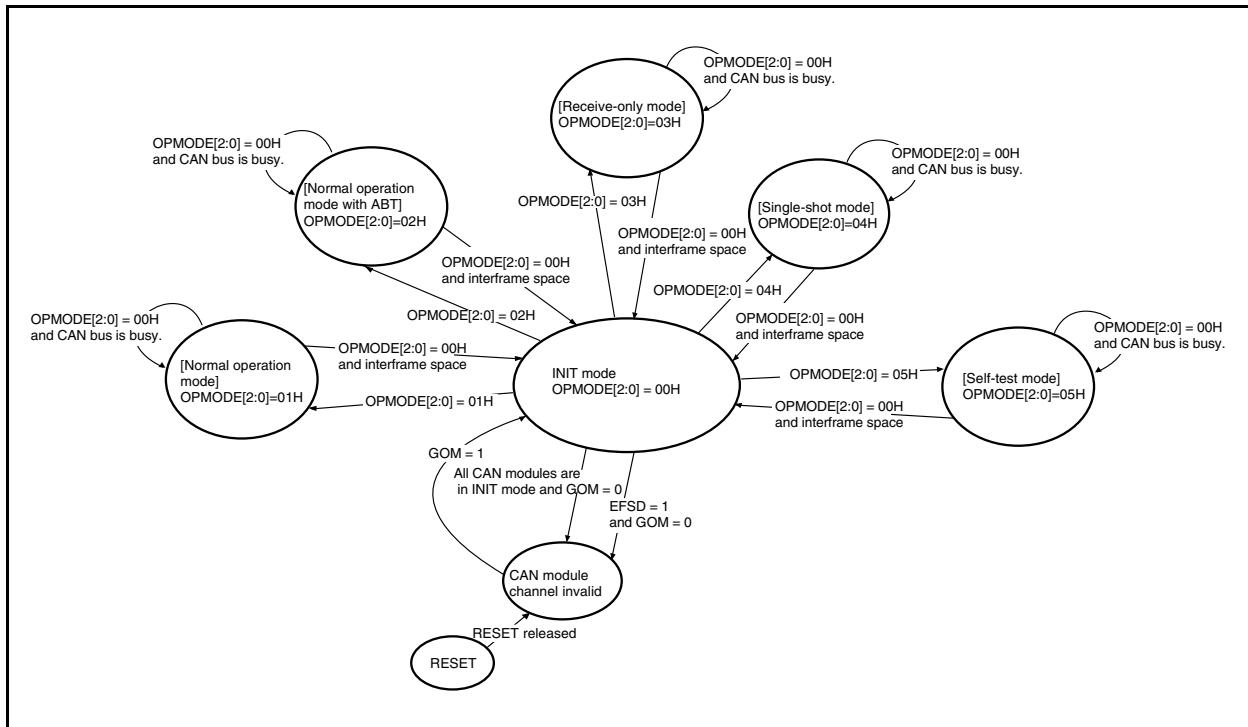 OPMODE[2:0] = 00H
and CAN bus is busy.
[Receive-only mode]
OPMODE[2:0]=03H
OPMODE[2:0] = 00H
and CAN bus is busy.
[Normal operation
mode with ABT]
OPMODE[2:0]=02H
OPMODE[2:0] = 00H
and CAN bus is busy.
[Single-shot mode]
OPMODE[2:0]=04H
OPMODE[2:0] = 03H
OPMODE[2:0] = 00H
and interframe space
OPMODE[2:0] = 00H
and interframe space
OPMODE[2:0] = 04H
OPMODE[2:0] = 02H
OPMODE[2:0] = 00H
and interframe space
OPMODE[2:0] = 00H
and CAN bus is busy.
[Normal operation
mode]
OPMODE[2:0]=01H
OPMODE[2:0] = 00H
and interframe space
OPMODE[2:0] = 01H
INIT mode
OPMODE[2:0] = 00H
OPMODE[2:0] = 05H
OPMODE[2:0] = 00H
and interframe space
OPMODE[2:0] = 00H
and CAN bus is busy.
[Self-test mode]
OPMODE[2:0]=05H
GOM = 1
All CAN modules are
in INIT mode and GOM = 0
EFSD = 1
and GOM = 0
CAN module
channel invalid
RESET released
RESET